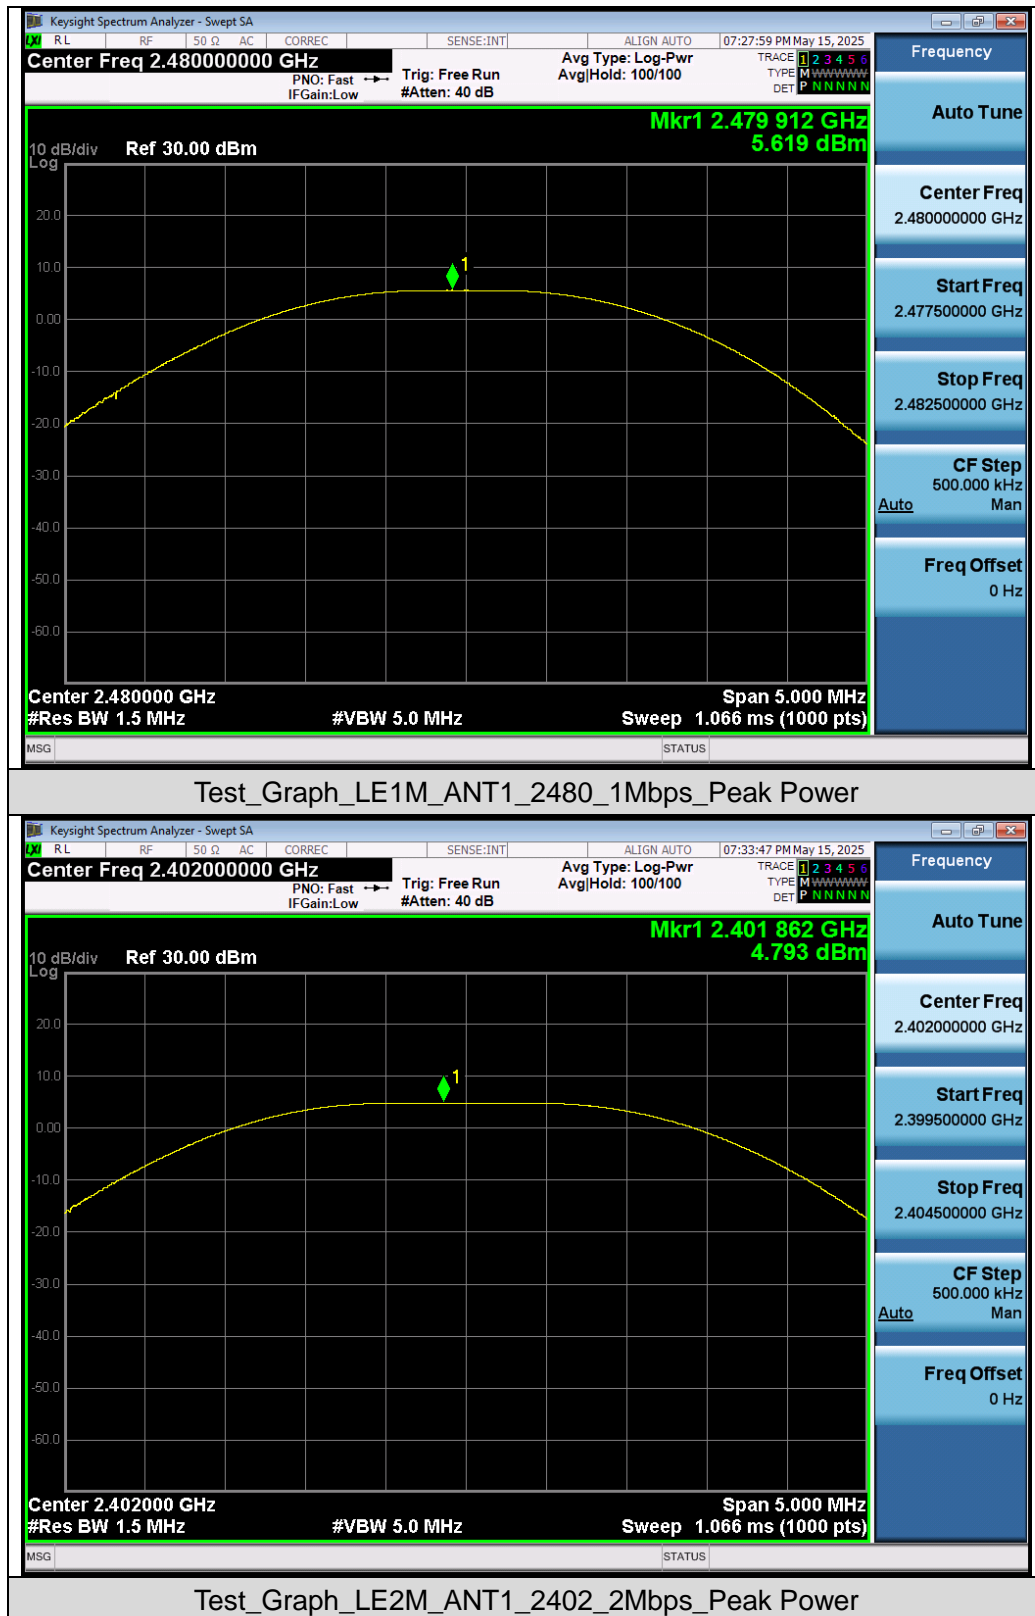 Keysight Spectrum Analyzer - Swept SA
LXI RL RF 50 Ω AC CORREC SENSE:INT ALIGN AUTO 07:27:59 PM May 15, 2025
Center Freq 2.480000000 GHz
PNO: Fast
IFGain:Low
Trig: Free Run
#Atten: 40 dB
Avg Type: Log-Pwr
Avg|Hold: 100/100
TRACE 1 2 3 4 5 6
TYPE M WWWWW
DET P N N N N N
Mkr1 2.479 912 GHz
5.619 dBm
10 dB/div Ref 30.00 dBm
Log
20.0
10.0
0.00
-10.0
-20.0
-30.0
-40.0
-50.0
-60.0
1
Center 2.480000 GHz Span 5.000 MHz
#Res BW 1.5 MHz #VBW 5.0 MHz Sweep 1.066 ms (1000 pts)
MSG STATUS
Frequency
Auto Tune
Center Freq
2.480000000 GHz
Start Freq
2.477500000 GHz
Stop Freq
2.482500000 GHz
CF Step
500.000 kHz
Auto Man
Freq Offset
0 Hz
Test_Graph_LE1M_ANT1_2480_1Mbps_Peak Power
Keysight Spectrum Analyzer - Swept SA
LXI RL RF 50 Ω AC CORREC SENSE:INT ALIGN AUTO 07:33:47 PM May 15, 2025
Center Freq 2.402000000 GHz
PNO: Fast
IFGain:Low
Trig: Free Run
#Atten: 40 dB
Avg Type: Log-Pwr
Avg|Hold: 100/100
TRACE 1 2 3 4 5 6
TYPE M WWWWW
DET P N N N N N
Mkr1 2.401 862 GHz
4.793 dBm
10 dB/div Ref 30.00 dBm
Log
20.0
10.0
0.00
-10.0
-20.0
-30.0
-40.0
-50.0
-60.0
1
Center 2.402000 GHz Span 5.000 MHz
#Res BW 1.5 MHz #VBW 5.0 MHz Sweep 1.066 ms (1000 pts)
MSG STATUS
Frequency
Auto Tune
Center Freq
2.402000000 GHz
Start Freq
2.399500000 GHz
Stop Freq
2.404500000 GHz
CF Step
500.000 kHz
Auto Man
Freq Offset
0 Hz
Test_Graph_LE2M_ANT1_2402_2Mbps_Peak Power